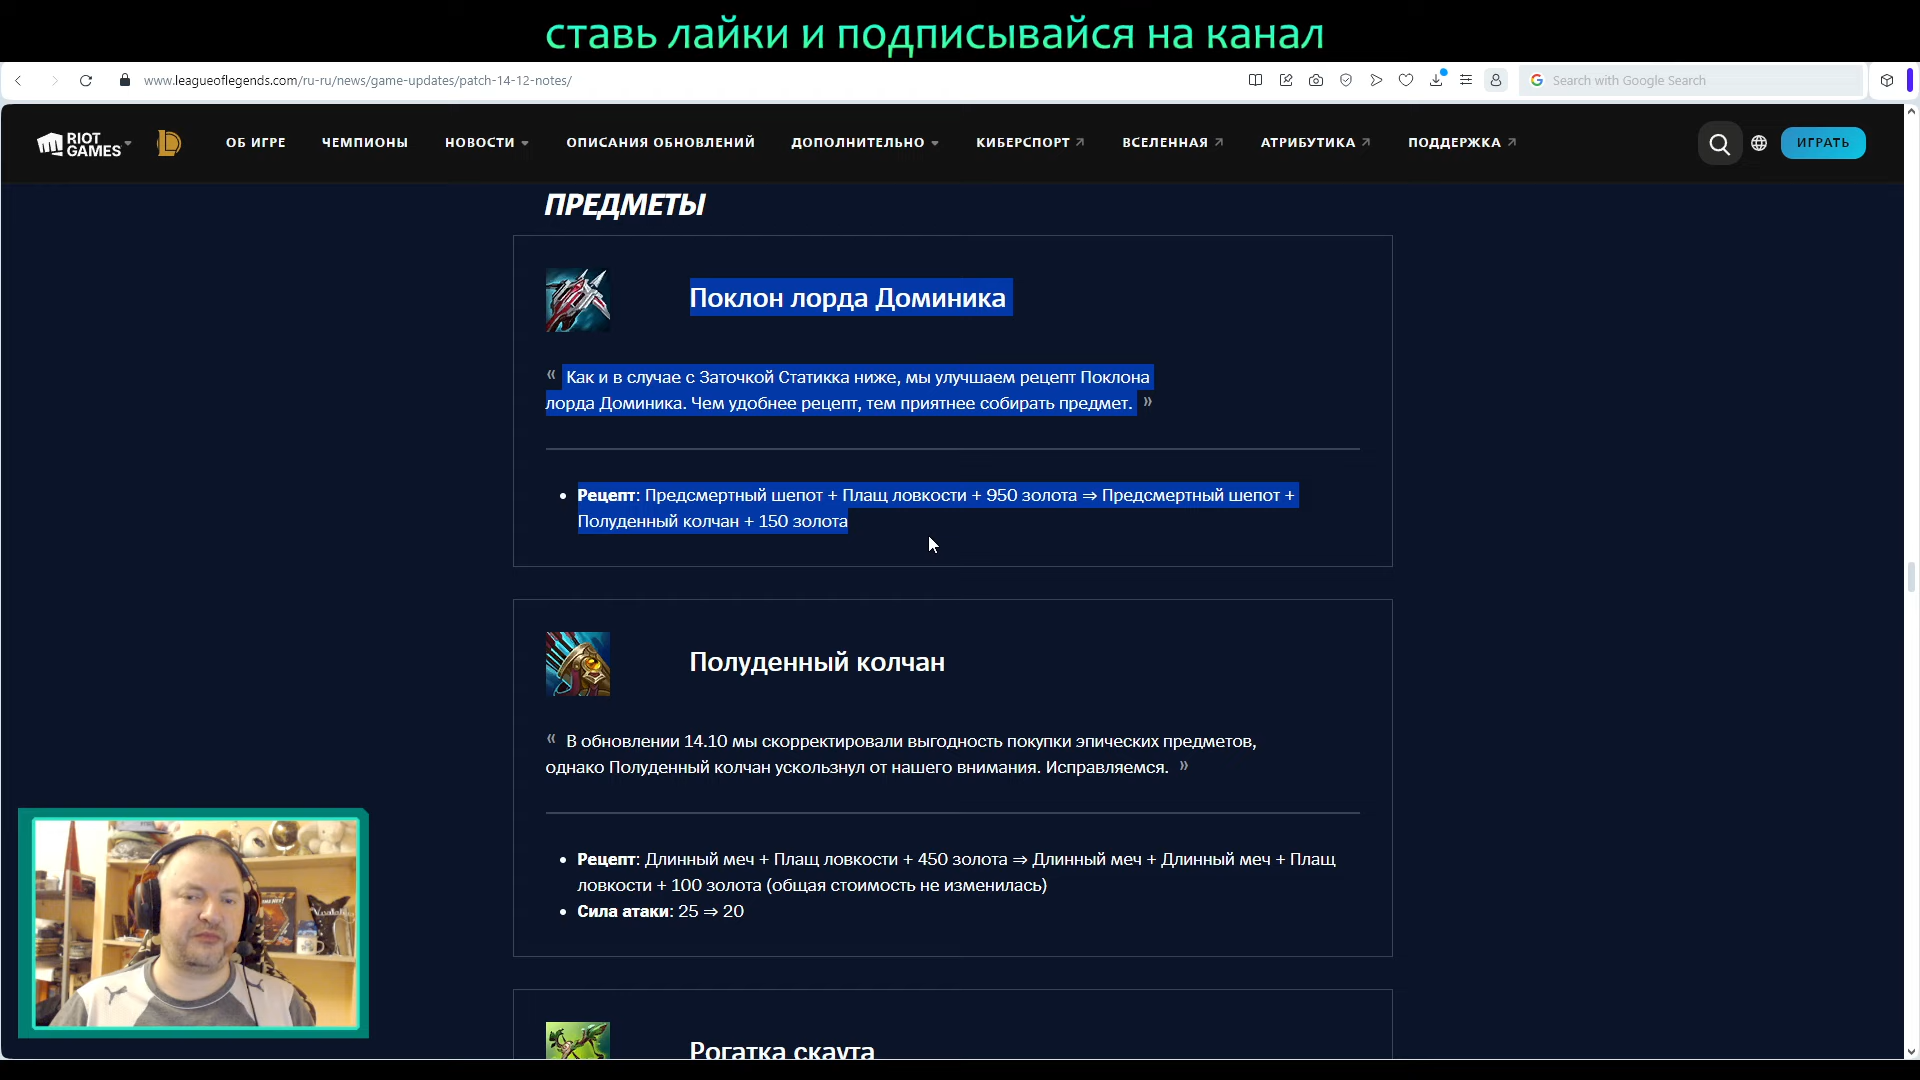 ставь лайки и подписывайся на канал
www.leagueoflegends.com/ru-ru/news/game-updates/patch-14-12-notes/
Search with Google Search
RIOT GAMES
ОБ ИГРЕ
ЧЕМПИОНЫ
НОВОСТИ
ОПИСАНИЯ ОБНОВЛЕНИЙ
ДОПОЛНИТЕЛЬНО
КИБЕРСПОРТ
ВСЕЛЕННАЯ
АТРИБУТИКА
ПОДДЕРЖКА
ИГРАТЬ
ПРЕДМЕТЫ
Поклон лорда Доминика
« Как и в случае с Заточкой Статикка ниже, мы улучшаем рецепт Поклона
лорда Доминика. Чем удобнее рецепт, тем приятнее собирать предмет. »
• Рецепт: Предсмертный шепот + Плащ ловкости + 950 золота ⇒ Предсмертный шепот +
Полуденный колчан + 150 золота
Полуденный колчан
« В обновлении 14.10 мы скорректировали выгодность покупки эпических предметов,
однако Полуденный колчан ускользнул от нашего внимания. Исправляемся. »
• Рецепт: Длинный меч + Плащ ловкости + 450 золота ⇒ Длинный меч + Длинный меч + Плащ
ловкости + 100 золота (общая стоимость не изменилась)
• Сила атаки: 25 ⇒ 20
Рогатка скаута